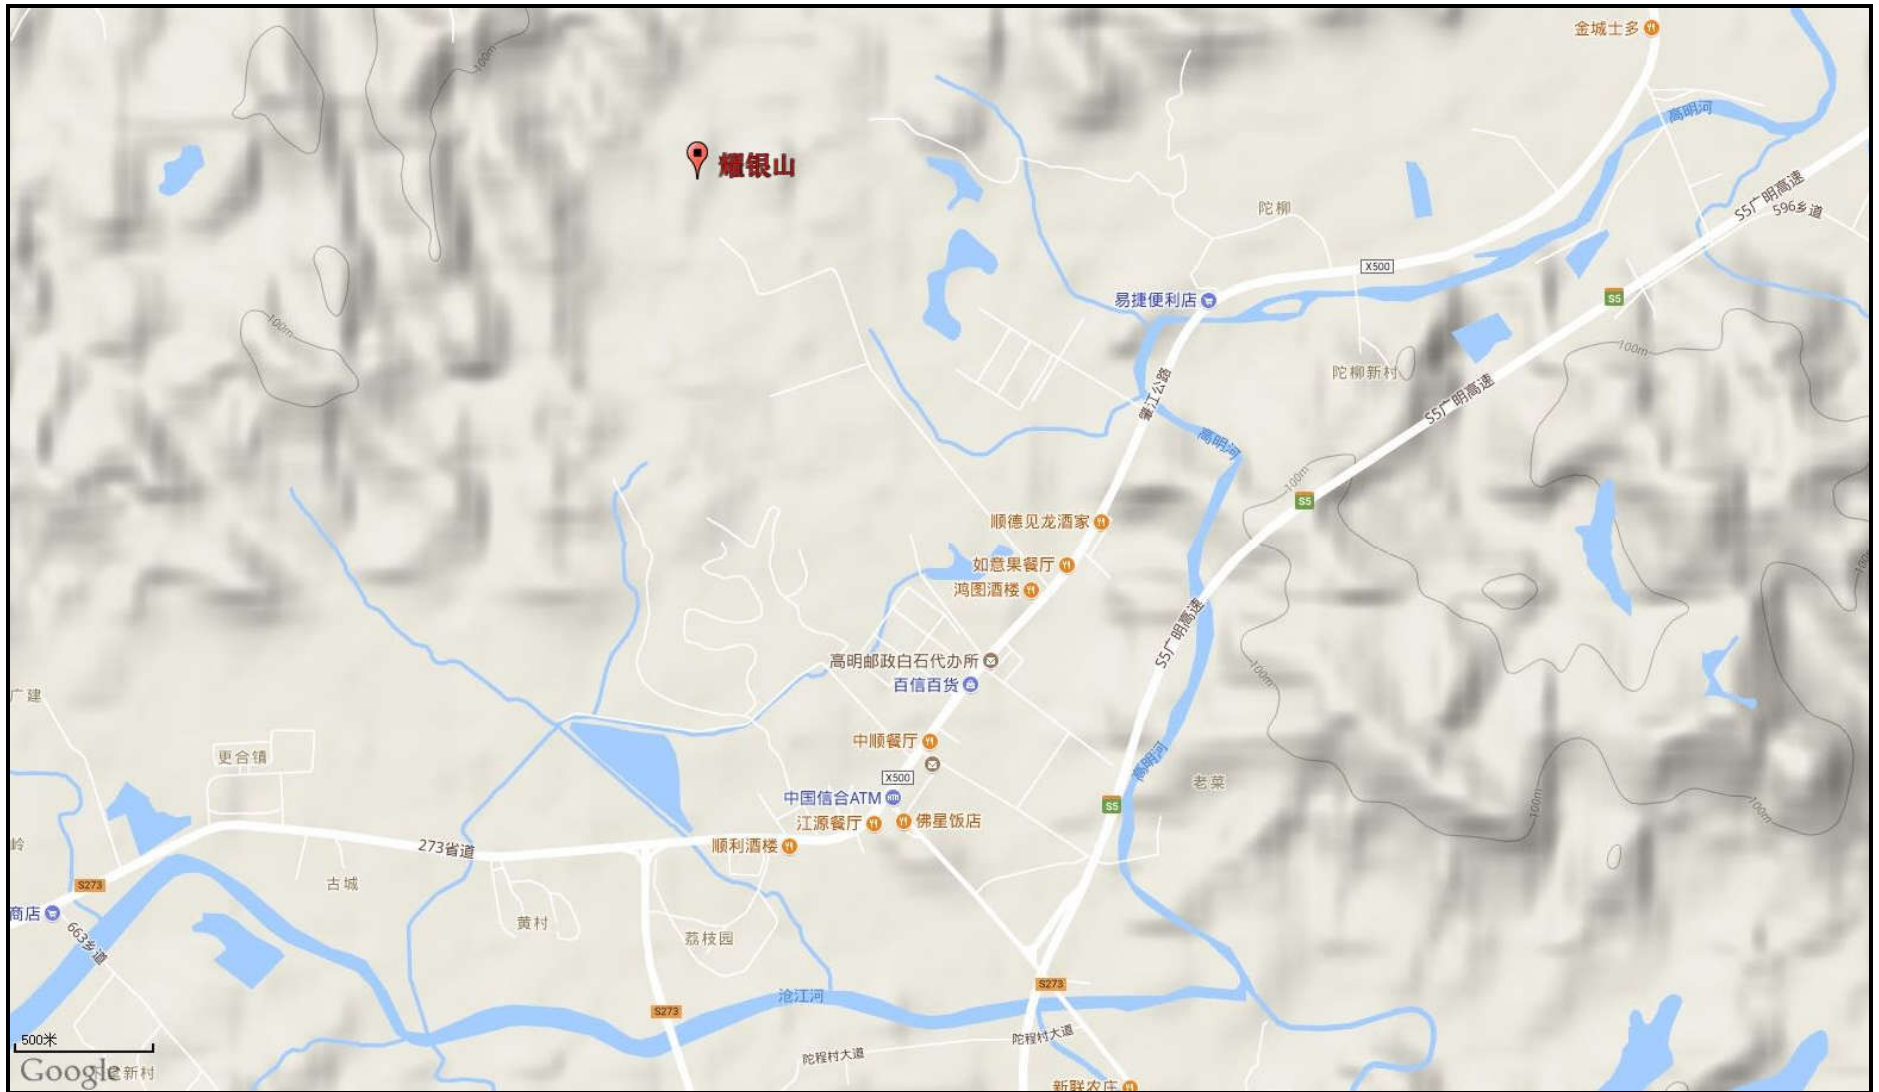 金城士多
100m
高明河
耀银山
S5广明高速
596乡道
陀柳
X500
易捷便利店
S5
100m
100m
陀柳新村
肇江公路
S5广明高速
高明河
100m
S5
顺德见龙酒家
如意果餐厅
100m
鸿图酒楼
S5广明高速
高明邮政白石代办所
100m
百信百货
广建
中顺餐厅
更合镇
高明河
X500
老菜
中国信合ATM
S5
100m
100m
江源餐厅
佛星饭店
273省道
顺利酒楼
岭
S273
古城
商店
黄村
663乡道
荔枝园
S273
沧江河
S273
500米
陀程村大道
陀程村大道
Google
新村
新联农庄